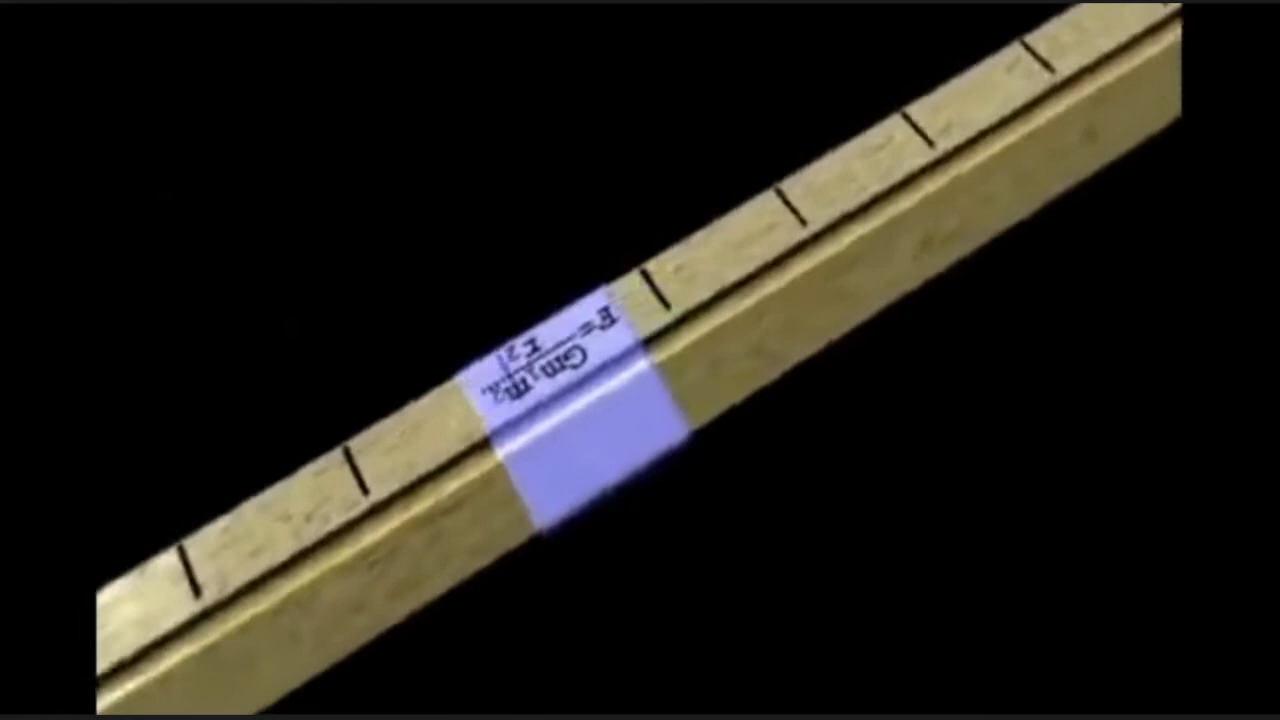 F = Gm₁m₂ / r²